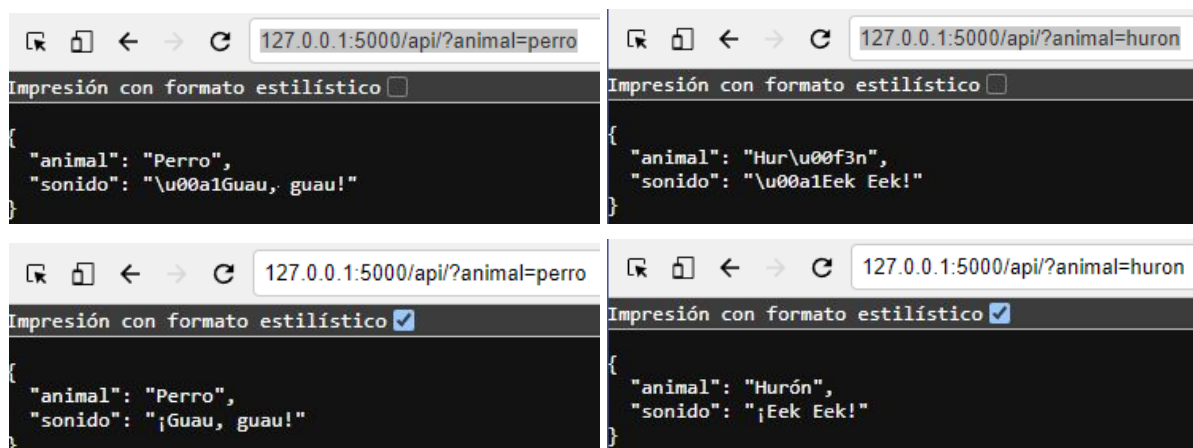 127.0.0.1:5000/api/?animal=perro
Impresión con formato estilístico
{
"animal": "Perro",
"sonido": "\u00a1Guau, guau!"
}
127.0.0.1:5000/api/?animal=huron
Impresión con formato estilístico
{
"animal": "Hur\u00f3n",
"sonido": "\u00a1Eek Eek!"
}
127.0.0.1:5000/api/?animal=perro
Impresión con formato estilístico
{
"animal": "Perro",
"sonido": "¡Guau, guau!"
}
127.0.0.1:5000/api/?animal=huron
Impresión con formato estilístico
{
"animal": "Hurón",
"sonido": "¡Eek Eek!"
}